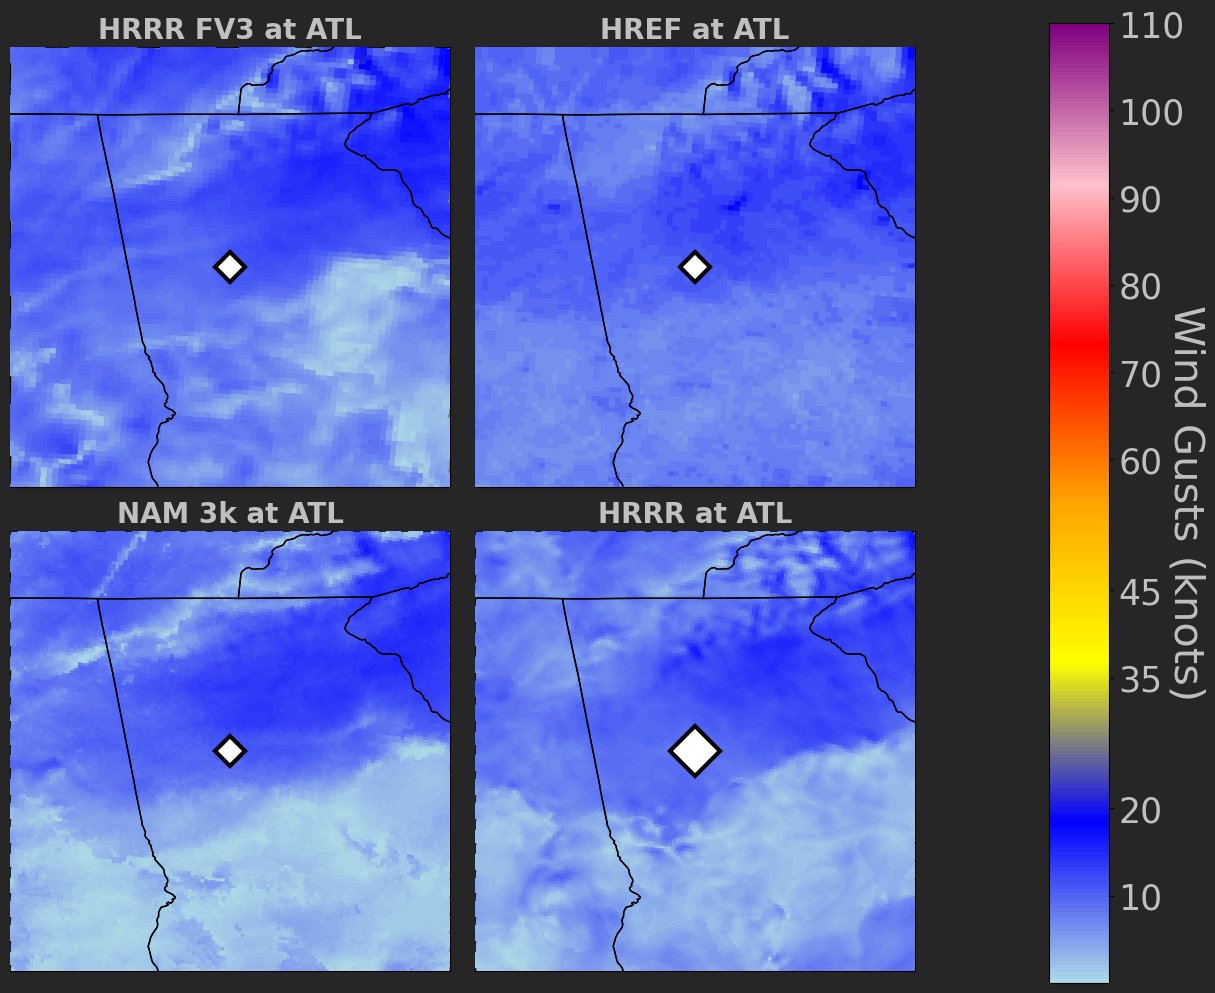 HRRR FV3 at ATL
HREF at ATL
NAM 3k at ATL
HRRR at ATL
110
100
90
80
70
60
45
35
20
10
Wind Gusts (knots)